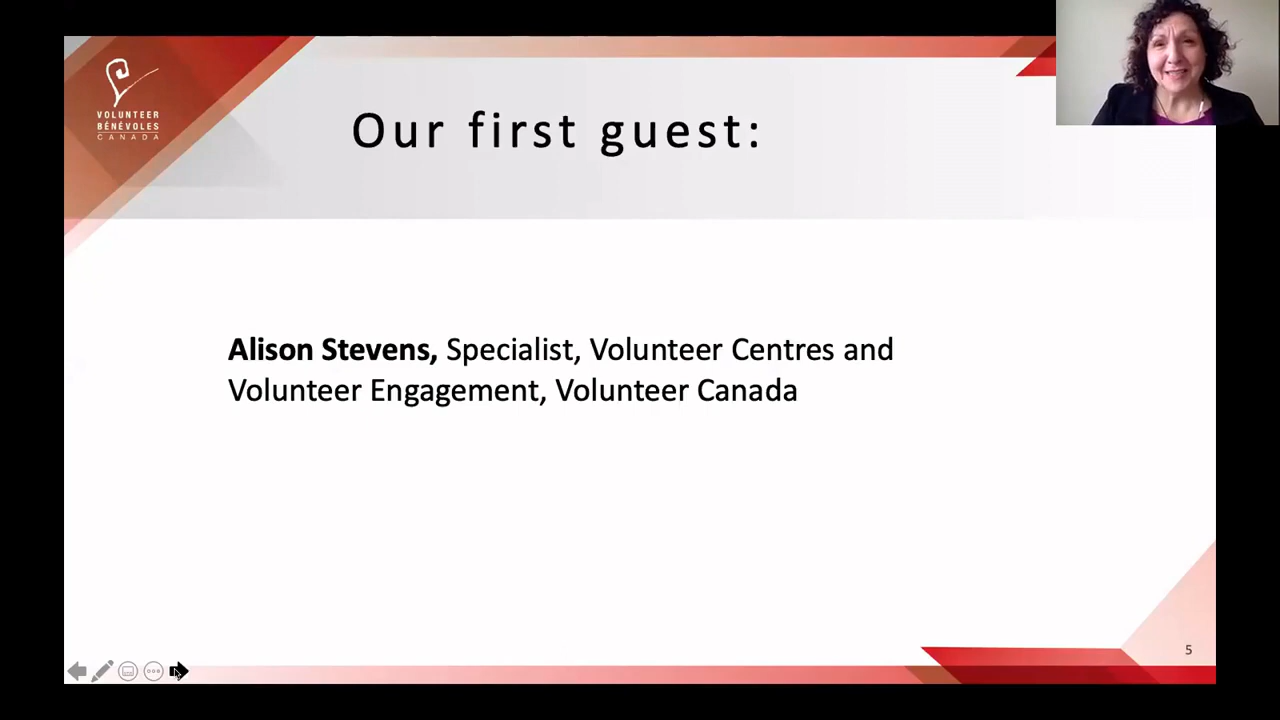 VOLUNTEER
BÉNÉVOLES
CANADA
Our first guest:
Alison Stevens, Specialist, Volunteer Centres and
Volunteer Engagement, Volunteer Canada
5